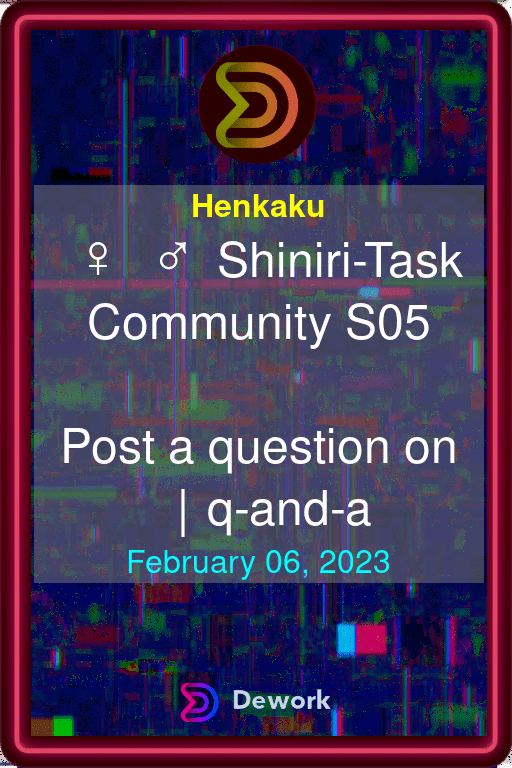 Henkaku
♀ ♂ Shiniri-Task
Community S05
Post a question on
| q-and-a
February 06, 2023
Dework